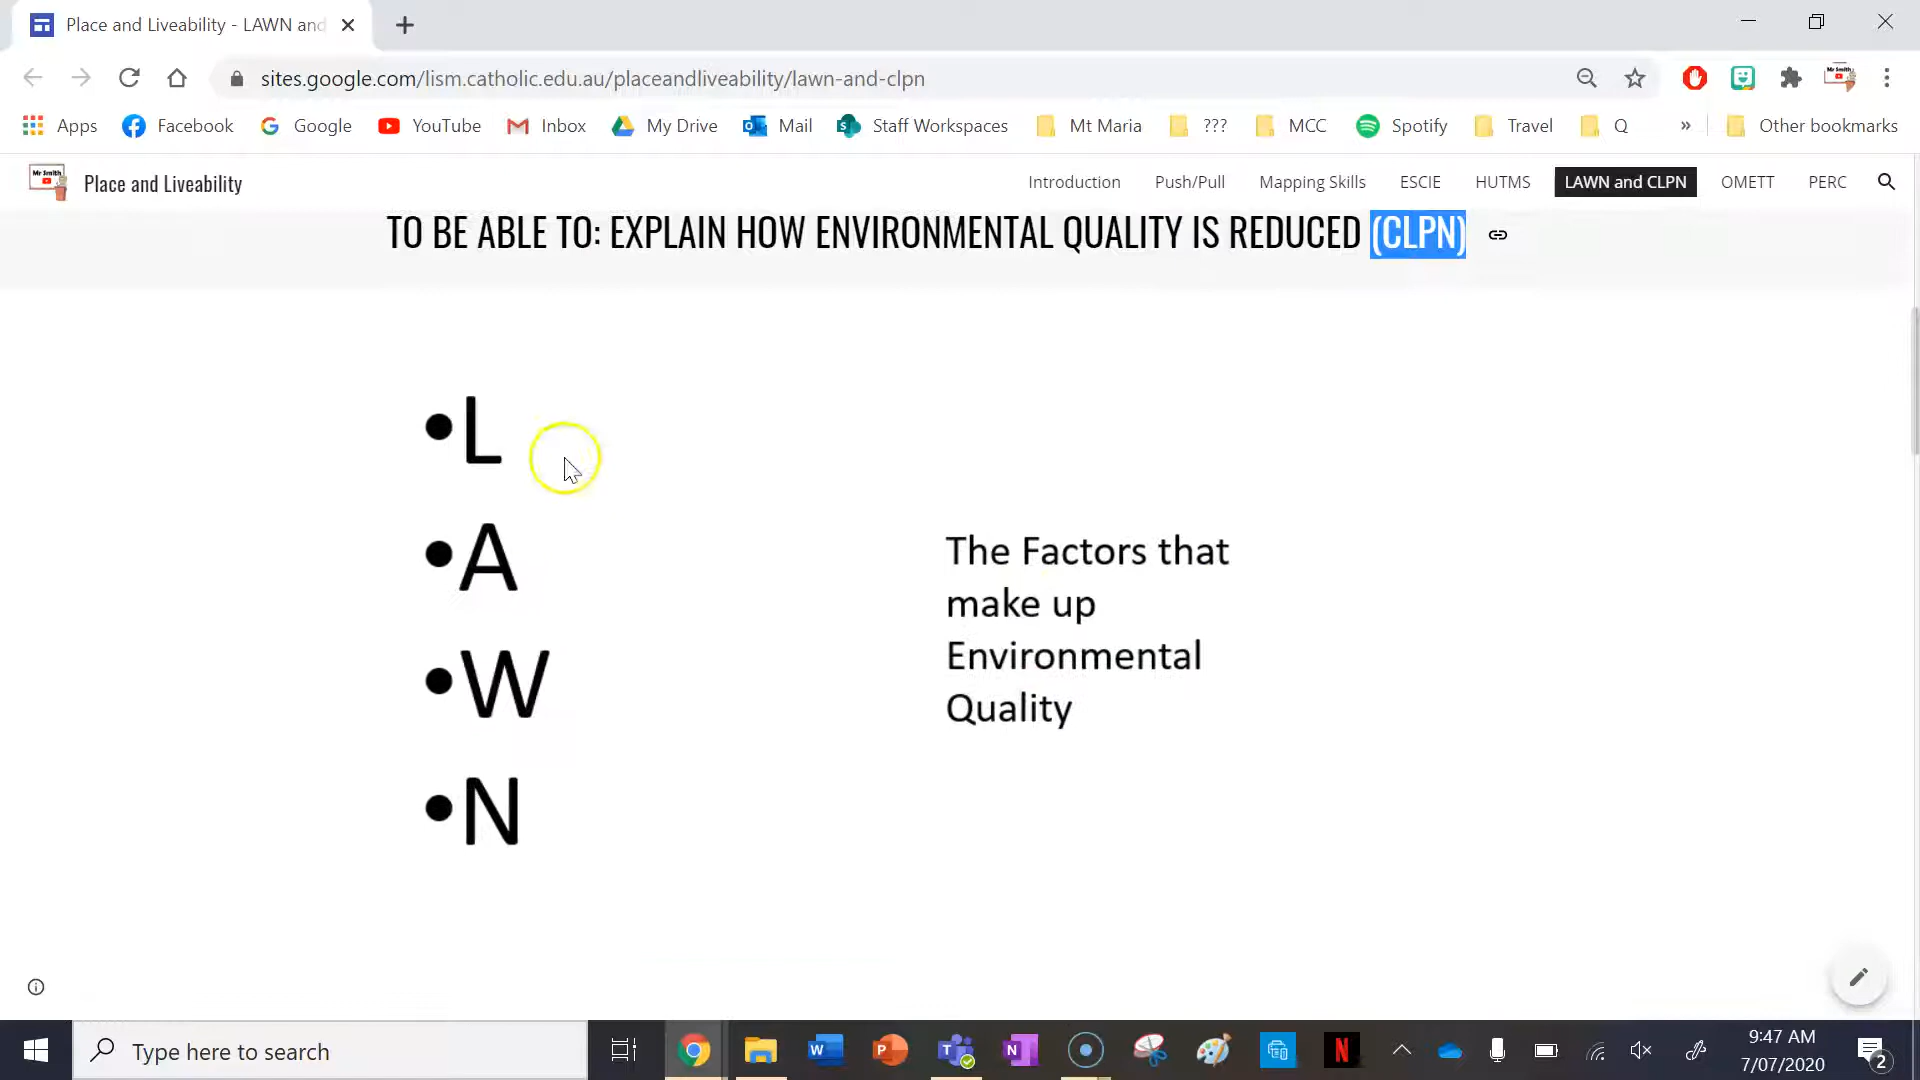 Place and Liveability - LAWN and
sites.google.com/lism.catholic.edu.au/placeandliveability/lawn-and-clpn
Apps Facebook Google YouTube Inbox My Drive Mail Staff Workspaces Mt Maria ??? MCC Spotify Travel Q » Other bookmarks
Mr Smith Place and Liveability Introduction Push/Pull Mapping Skills ESCIE HUTMS LAWN and CLPN OMETT PERC
TO BE ABLE TO: EXPLAIN HOW ENVIRONMENTAL QUALITY IS REDUCED (CLPN)
•L
•A
•W
•N
The Factors that
make up
Environmental
Quality
Type here to search
9:47 AM
7/07/2020
2